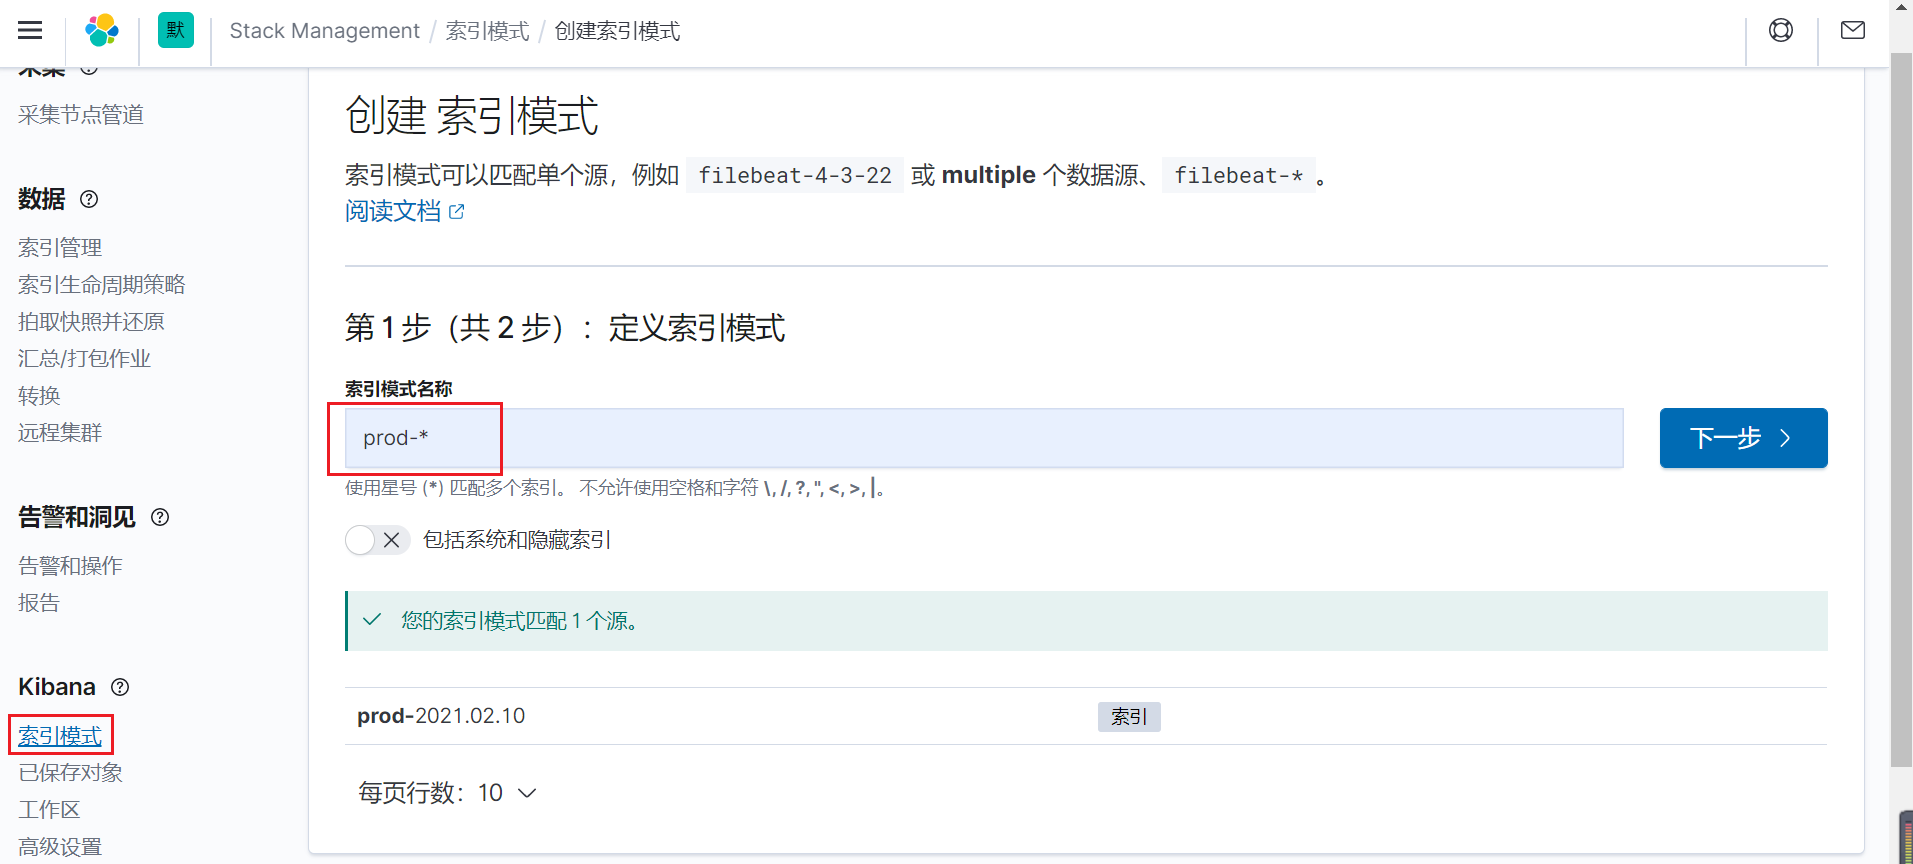 默 Stack Management / 索引模式 / 创建索引模式
采集
采集节点管道
数据
索引管理
索引生命周期策略
拍取快照并还原
汇总/打包作业
转换
远程集群
告警和洞见
告警和操作
报告
Kibana
索引模式
已保存对象
工作区
高级设置
创建 索引模式
索引模式可以匹配单个源，例如 filebeat-4-3-22 或 multiple 个数据源、 filebeat-* 。
阅读文档
第 1 步（共 2 步）：定义索引模式
索引模式名称
prod-*
下一步
使用星号 (*) 匹配多个索引。 不允许使用空格和字符 \, /, ?, ", <, >, |。
包括系统和隐藏索引
您的索引模式匹配 1 个源。
prod-2021.02.10 索引
每页行数：10